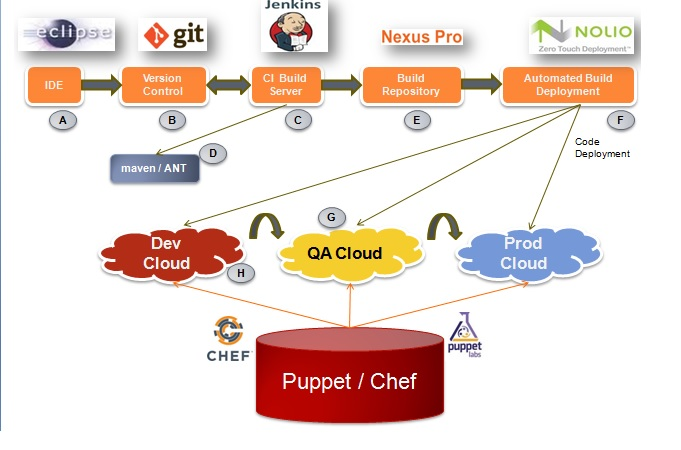 eclipse
git
Jenkins
Nexus Pro
NOLIO
Zero Touch Deployment™
IDE
Version
Control
CI Build
Server
Build
Repository
Automated Build
Deployment
A
B
C
E
F
D
maven / ANT
Code
Deployment
G
Dev
Cloud
QA Cloud
Prod
Cloud
H
CHEF
puppet
labs
Puppet / Chef